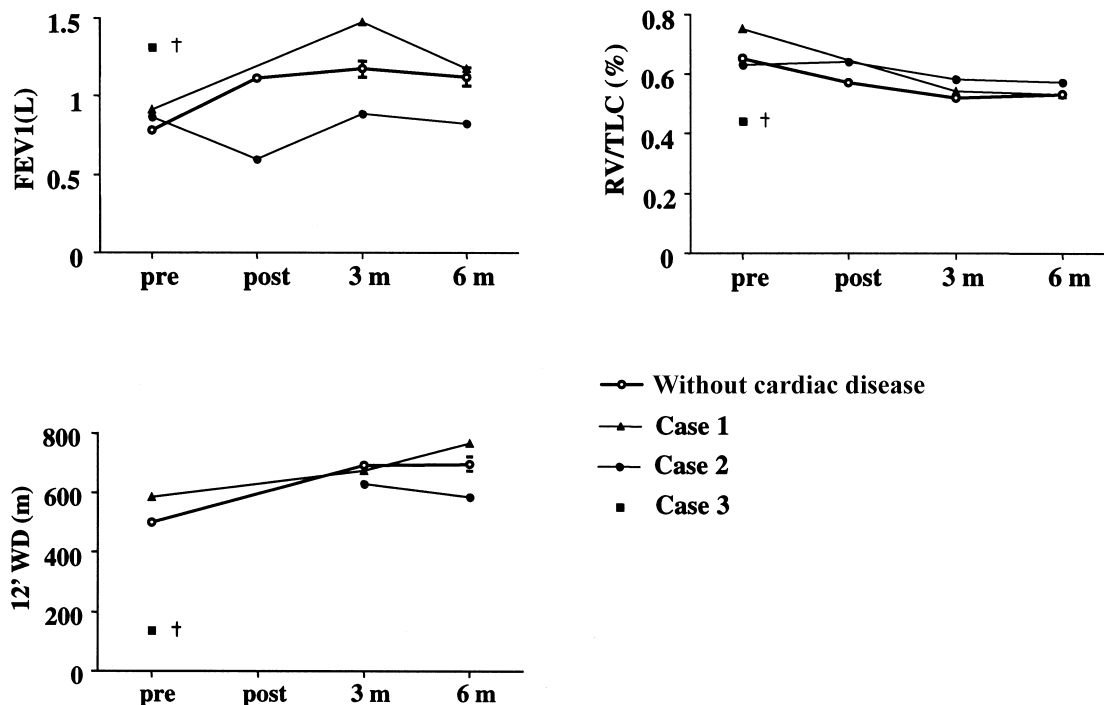 FEV1(L)
1.5
1
0.5
0
†
pre post 3 m 6 m
RV/TLC (%)
0.8
0.6
0.4
0.2
0
†
pre post 3 m 6 m
12' WD (m)
800
600
400
200
0
†
pre post 3 m 6 m
Without cardiac disease
Case 1
Case 2
Case 3